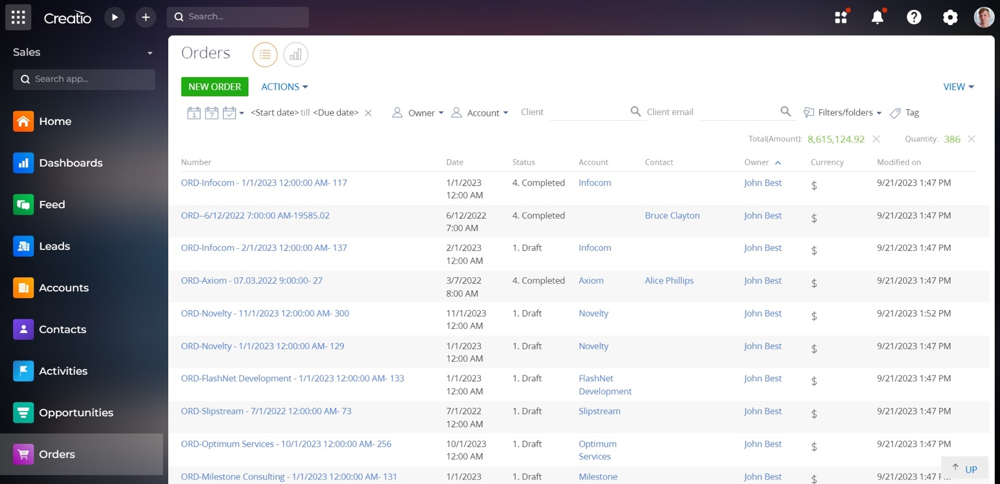 Creatio
Search...
Sales
Search app...
Home
Dashboards
Feed
Leads
Accounts
Contacts
Activities
Opportunities
Orders
Orders
NEW ORDER ACTIONS VIEW
1 7 <Start date> till <Due date> Owner Account Client Client email Filters/folders Tag
Total(Amount): 8,615,124.92 Quantity: 386
Number Date Status Account Contact Owner Currency Modified on
ORD-Infocom - 1/1/2023 12:00:00 AM- 117 1/1/2023 4. Completed Infocom John Best $ 9/21/2023 1:47 PM
12:00 AM
ORD--6/12/2022 7:00:00 AM-19585.02 6/12/2022 4. Completed Bruce Clayton John Best $ 9/21/2023 1:47 PM
7:00 AM
ORD-Infocom - 2/1/2023 12:00:00 AM- 137 2/1/2023 1. Draft Infocom John Best $ 9/21/2023 1:47 PM
12:00 AM
ORD-Axiom - 07.03.2022 9:00:00- 27 3/7/2022 4. Completed Axiom Alice Phillips John Best $ 9/21/2023 1:47 PM
8:00 AM
ORD-Novelty - 11/1/2023 12:00:00 AM- 300 11/1/2023 1. Draft Novelty John Best $ 9/21/2023 1:52 PM
12:00 AM
ORD-Novelty - 1/1/2023 12:00:00 AM- 129 1/1/2023 1. Draft Novelty John Best $ 9/21/2023 1:47 PM
12:00 AM
ORD-FlashNet Development - 1/1/2023 12:00:00 AM- 133 1/1/2023 1. Draft FlashNet John Best $ 9/21/2023 1:47 PM
12:00 AM Development
ORD-Slipstream - 7/1/2022 12:00:00 AM- 73 7/1/2022 1. Draft Slipstream John Best $ 9/21/2023 1:47 PM
12:00 AM
ORD-Optimum Services - 10/1/2023 12:00:00 AM- 256 10/1/2023 1. Draft Optimum John Best $ 9/21/2023 1:47 PM
12:00 AM Services
ORD-Milestone Consulting - 1/1/2023 12:00:00 AM- 131 1/1/2023 1. Draft Milestone John Best $ 9/21/2023
UP